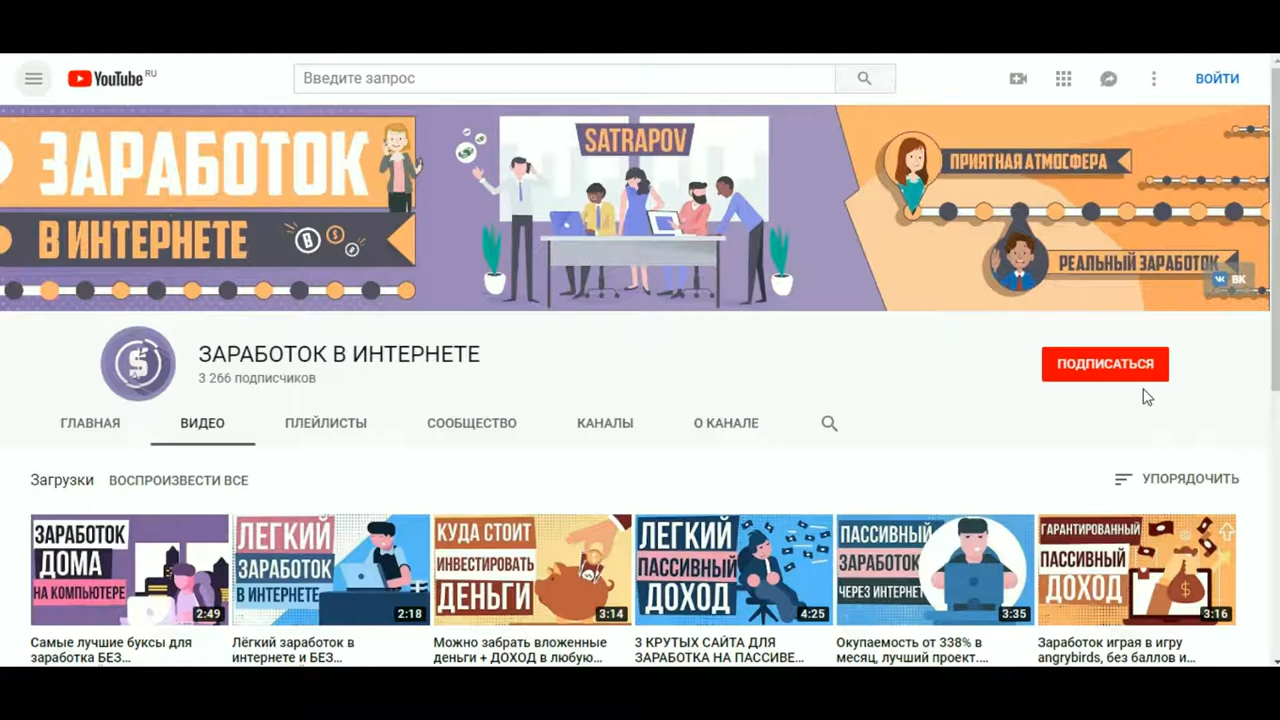 YouTube RU
Введите запрос
ВОЙТИ
ЗАРАБОТОК
В ИНТЕРНЕТЕ
SATRAPOV
ПРИЯТНАЯ АТМОСФЕРА
РЕАЛЬНЫЙ ЗАРАБОТОК
ВК
ЗАРАБОТОК В ИНТЕРНЕТЕ
3 266 подписчиков
ПОДПИСАТЬСЯ
ГЛАВНАЯ ВИДЕО ПЛЕЙЛИСТЫ СООБЩЕСТВО КАНАЛЫ О КАНАЛЕ
Загрузки ВОСПРОИЗВЕСТИ ВСЕ УПОРЯДОЧИТЬ
ЗАРАБОТОК
ДОМА
НА КОМПЬЮТЕРЕ
2:49
Самые лучшие буксы для
заработка БЕЗ...
ЛЕГКИЙ
ЗАРАБОТОК
В ИНТЕРНЕТЕ
2:18
Лёгкий заработок в
интернете и БЕЗ...
КУДА СТОИТ
ИНВЕСТИРОВАТЬ
ДЕНЬГИ
3:14
Можно забрать вложенные
деньги + ДОХОД в любую...
ЛЕГКИЙ
ПАССИВНЫЙ
ДОХОД
4:25
3 КРУТЫХ САЙТА ДЛЯ
ЗАРАБОТКА НА ПАССИВЕ...
ПАССИВНЫЙ
ЗАРАБОТОК
ЧЕРЕЗ ИНТЕРНЕТ
3:35
Окупаемость от 338% в
месяц, лучший проект....
ГАРАНТИРОВАННЫЙ
ПАССИВНЫЙ
ДОХОД
3:16
Заработок играя в игру
angrybirds, без баллов и...